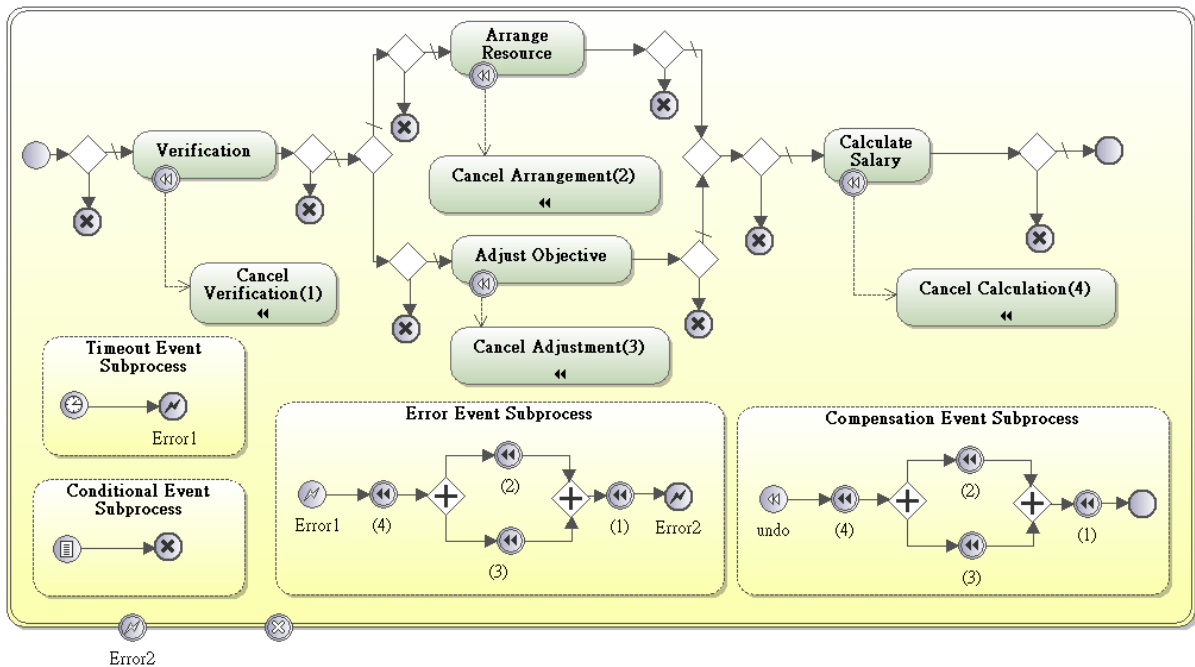 Arrange
Resource
Verification
Calculate
Salary
Cancel Arrangement(2)
Adjust Objective
Cancel
Verification(1)
Cancel Calculation(4)
Cancel Adjustment(3)
Timeout Event
Subprocess
Error1
Error Event Subprocess
Error1
(4)
(2)
(3)
(1)
Error2
Compensation Event Subprocess
undo
(4)
(2)
(3)
(1)
Conditional Event
Subprocess
Error2